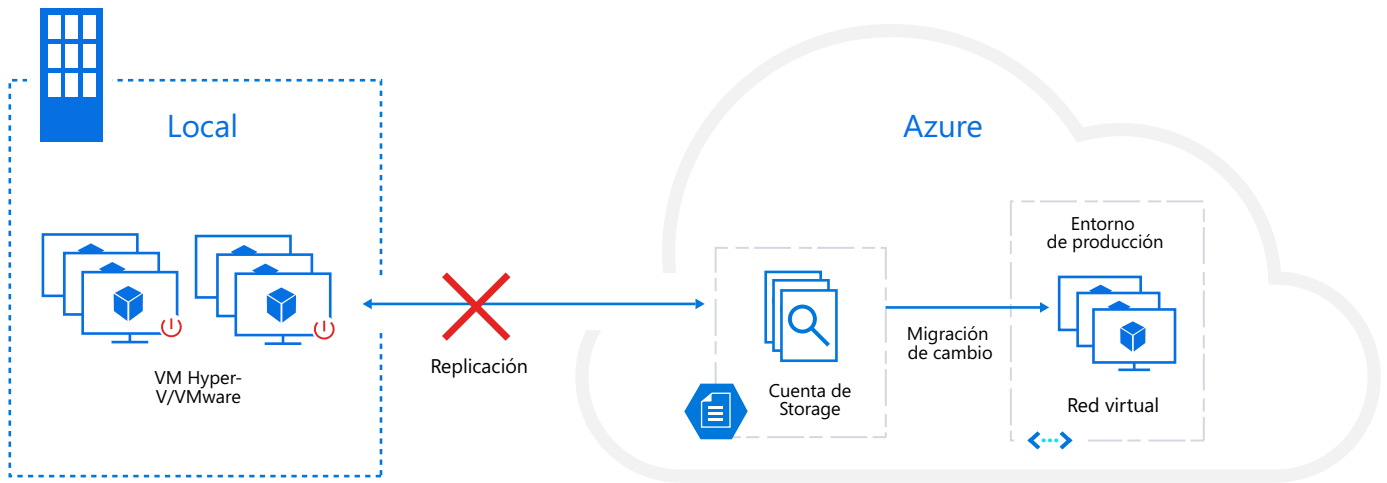 Local
Azure
VM Hyper-
V/VMware
Replicación
Cuenta de
Storage
Migración
de cambio
Entorno
de producción
Red virtual